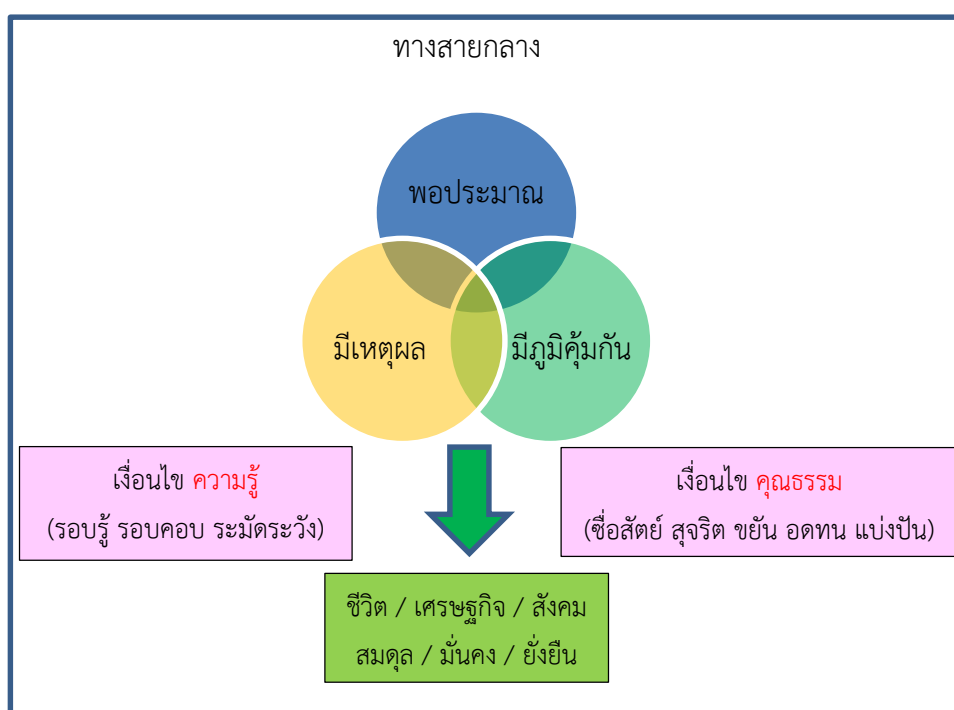 ทางสายกลาง
พอประมาณ
มีเหตุผล
มีภูมิคุ้มกัน
เงื่อนไข ความรู้
(รอบรู้ รอบคอบ ระมัดระวัง)
เงื่อนไข คุณธรรม
(ซื่อสัตย์ สุจริต ขยัน อดทน แบ่งปัน)
ชีวิต / เศรษฐกิจ / สังคม
สมดุล / มั่นคง / ยั่งยืน